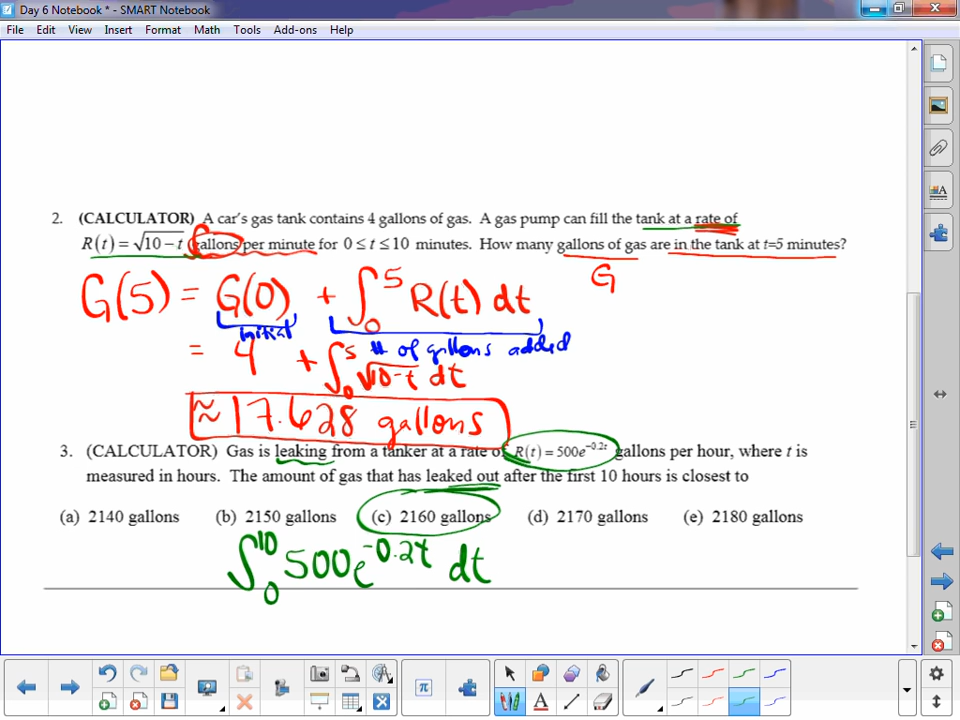 Day 6 Notebook * - SMART Notebook
File Edit View Insert Format Math Tools Add-ons Help
2. (CALCULATOR) A car's gas tank contains 4 gallons of gas. A gas pump can fill the tank at a rate of
R(t) = √10 − t gallons per minute for 0 ≤ t ≤ 10 minutes. How many gallons of gas are in the tank at t=5 minutes?
G
G(5) = G(0) + ∫₀⁵ R(t) dt
initial
# of gallons added
= 4 + ∫₀⁵ √10-t dt
≈ 17.628 gallons
3. (CALCULATOR) Gas is leaking from a tanker at a rate of R(t) = 500e^−0.2t gallons per hour, where t is
measured in hours. The amount of gas that has leaked out after the first 10 hours is closest to
(a) 2140 gallons (b) 2150 gallons (c) 2160 gallons (d) 2170 gallons (e) 2180 gallons
∫₀¹⁰ 500e^-0.2t dt